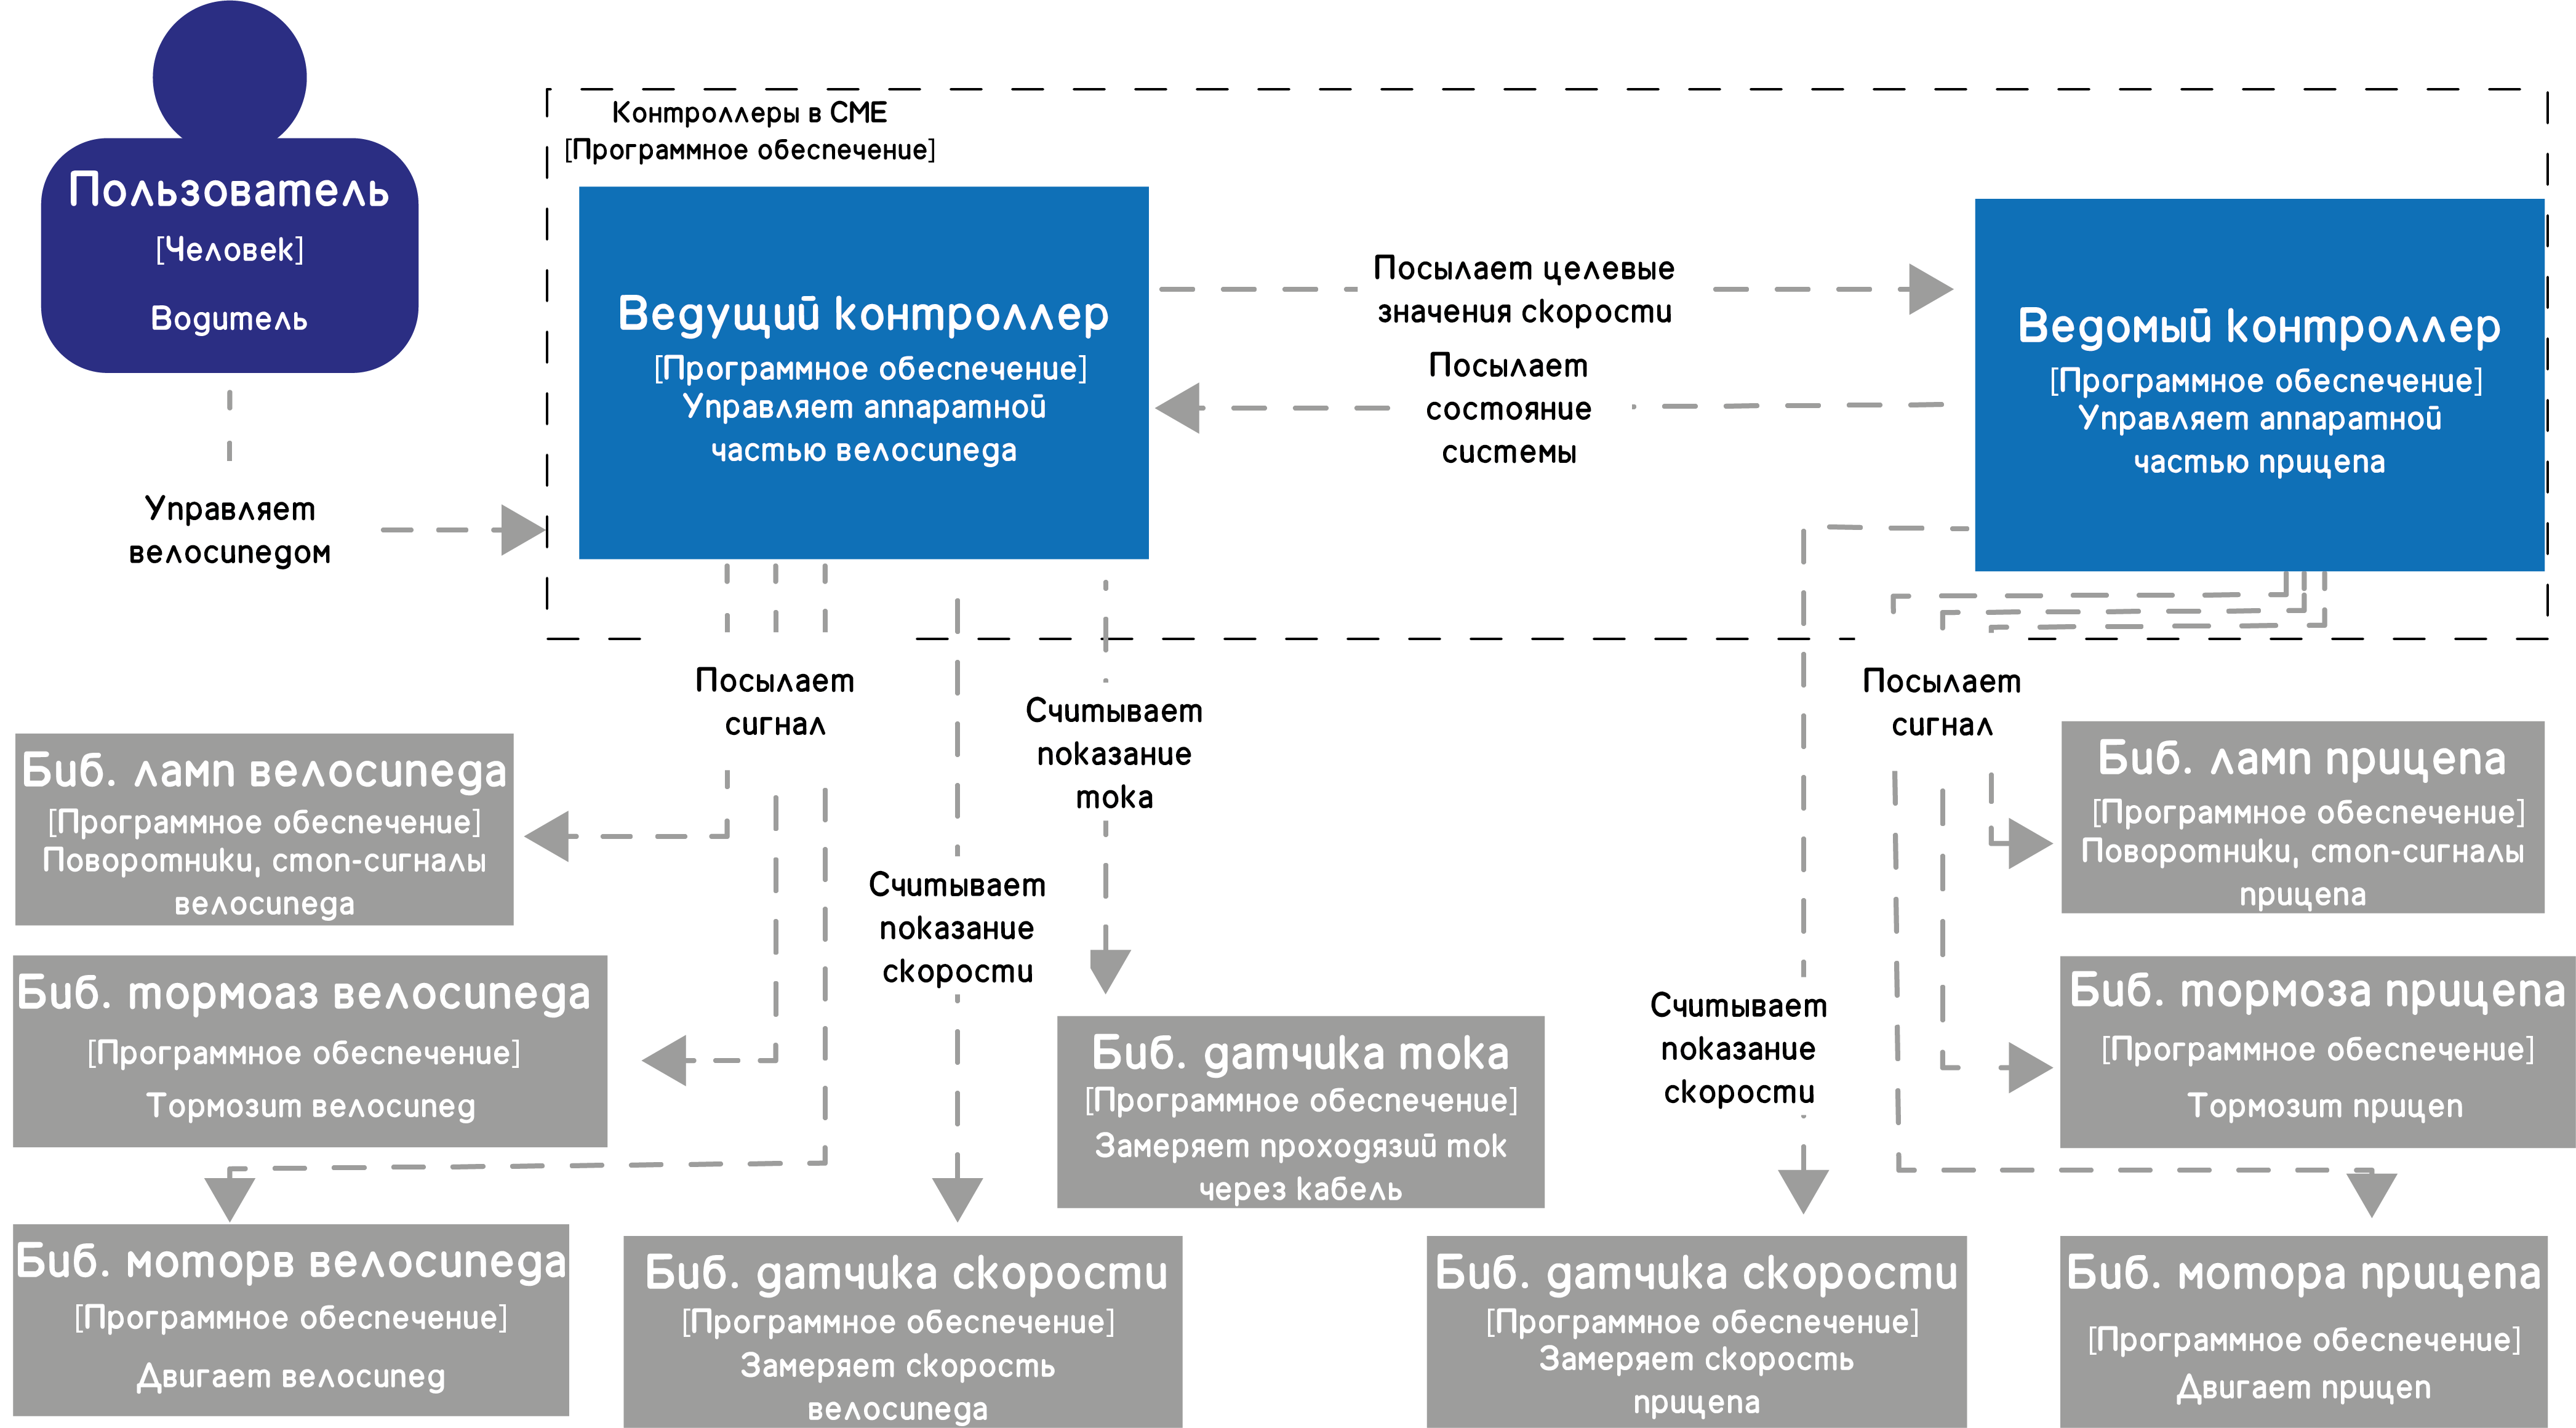 Пользователь
[Человек]
Водитель
Управляет
велосипедом
Контроллеры в СМЕ
[Программное обеспечение]
Ведущий контроллер
[Программное обеспечение]
Управляет аппаратной
частью велосипеда
Посылает целевые
значения скорости
Посылает
состояние
системы
Ведомый контроллер
[Программное обеспечение]
Управляет аппаратной
частью прицепа
Посылает
сигнал
Считывает
показание
тока
Считывает
показание
скорости
Считывает
показание
скорости
Посылает
сигнал
Биб. ламп велосипеда
[Программное обеспечение]
Поворотники, стоп-сигналы
велосипеда
Биб. ламп прицепа
[Программное обеспечение]
Поворотники, стоп-сигналы
прицепа
Биб. тормоаз велосипеда
[Программное обеспечение]
Тормозит велосипед
Биб. датчика тока
[Программное обеспечение]
Замеряет проходязий ток
через кабель
Биб. тормоза прицепа
[Программное обеспечение]
Тормозит прицеп
Биб. моторв велосипеда
[Программное обеспечение]
Двигает велосипед
Биб. датчика скорости
[Программное обеспечение]
Замеряет скорость
велосипеда
Биб. датчика скорости
[Программное обеспечение]
Замеряет скорость
прицепа
Биб. мотора прицепа
[Программное обеспечение]
Двигает прицеп